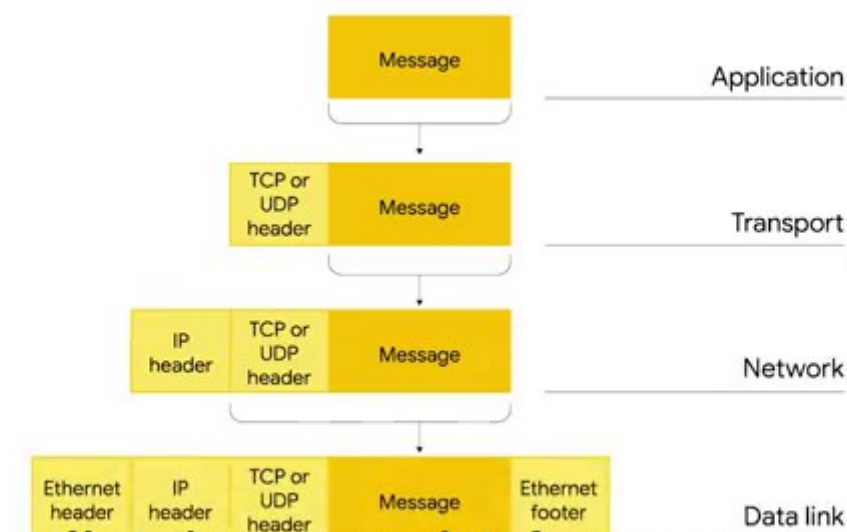 Message
Application
TCP or
UDP
header
Message
Transport
IP
header
TCP or
UDP
header
Message
Network
Ethernet
header
IP
header
TCP or
UDP
header
Message
Ethernet
footer
Data link